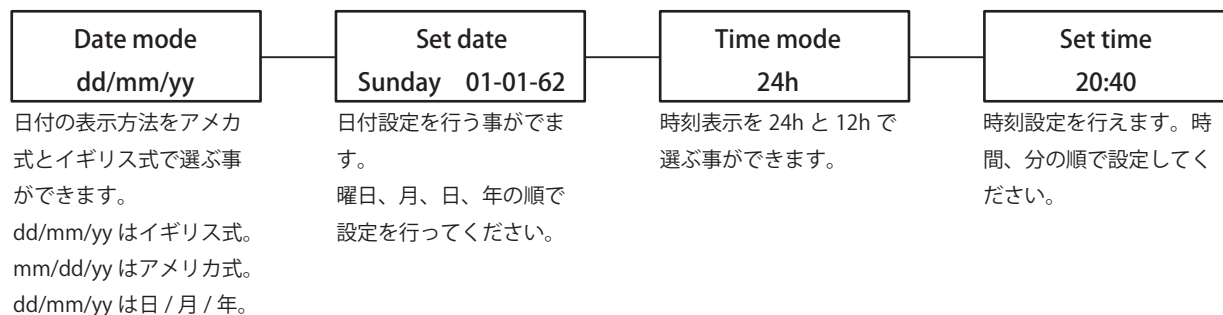 Date mode
dd/mm/yy
日付の表示方法をアメカ
式とイギリス式で選ぶ事
ができます。
dd/mm/yy はイギリス式。
mm/dd/yy はアメリカ式。
dd/mm/yy は日 / 月 / 年。
Set date
Sunday 01-01-62
日付設定を行う事がでま
す。
曜日、月、日、年の順で
設定を行ってください。
Time mode
24h
時刻表示を 24h と 12h で
選ぶ事ができます。
Set time
20:40
時刻設定を行えます。時
間、分の順で設定してく
ださい。